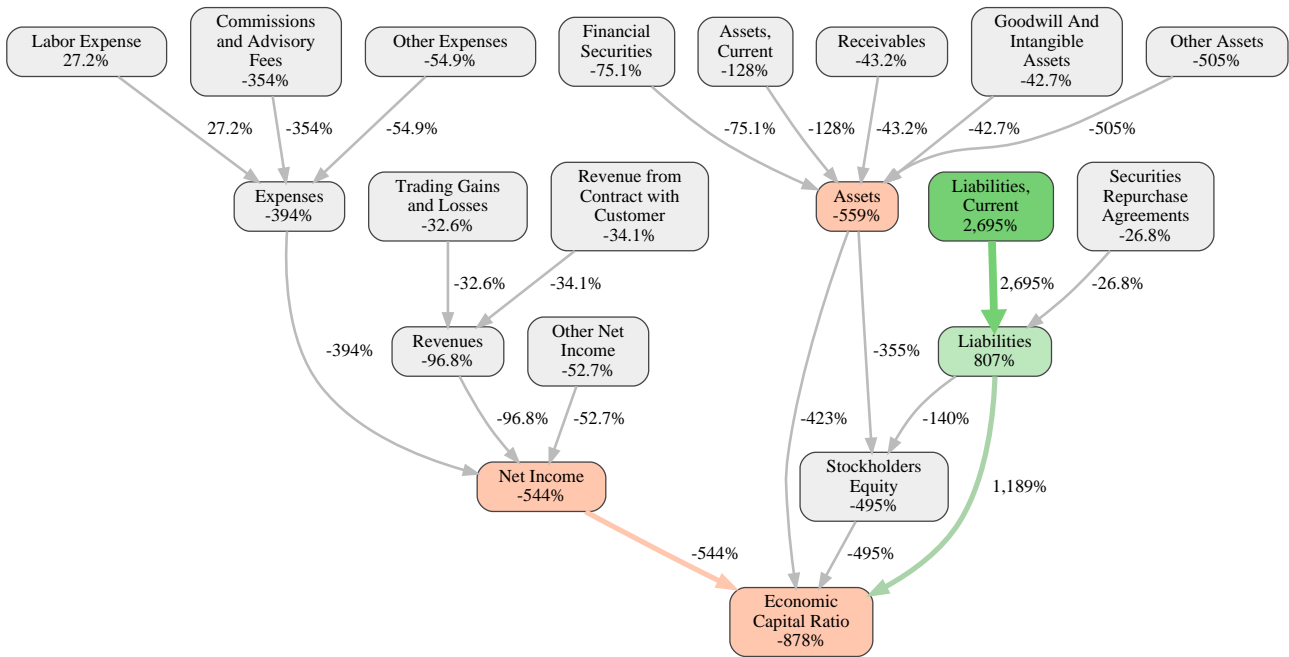 Labor Expense
27.2%
Commissions
and Advisory
Fees
-354%
Other Expenses
-54.9%
Financial
Securities
-75.1%
Assets,
Current
-128%
Receivables
-43.2%
Goodwill And
Intangible
Assets
-42.7%
Other Assets
-505%
27.2%
-354%
-54.9%
-75.1%
-128%
-43.2%
-42.7%
-505%
Expenses
-394%
Trading Gains
and Losses
-32.6%
Revenue from
Contract with
Customer
-34.1%
Assets
-559%
Liabilities,
Current
2,695%
Securities
Repurchase
Agreements
-26.8%
-32.6%
-34.1%
2,695%
-26.8%
-394%
Revenues
-96.8%
Other Net
Income
-52.7%
-355%
Liabilities
807%
-96.8%
-52.7%
-423%
-140%
Net Income
-544%
Stockholders
Equity
-495%
1,189%
-544%
-495%
Economic
Capital Ratio
-878%